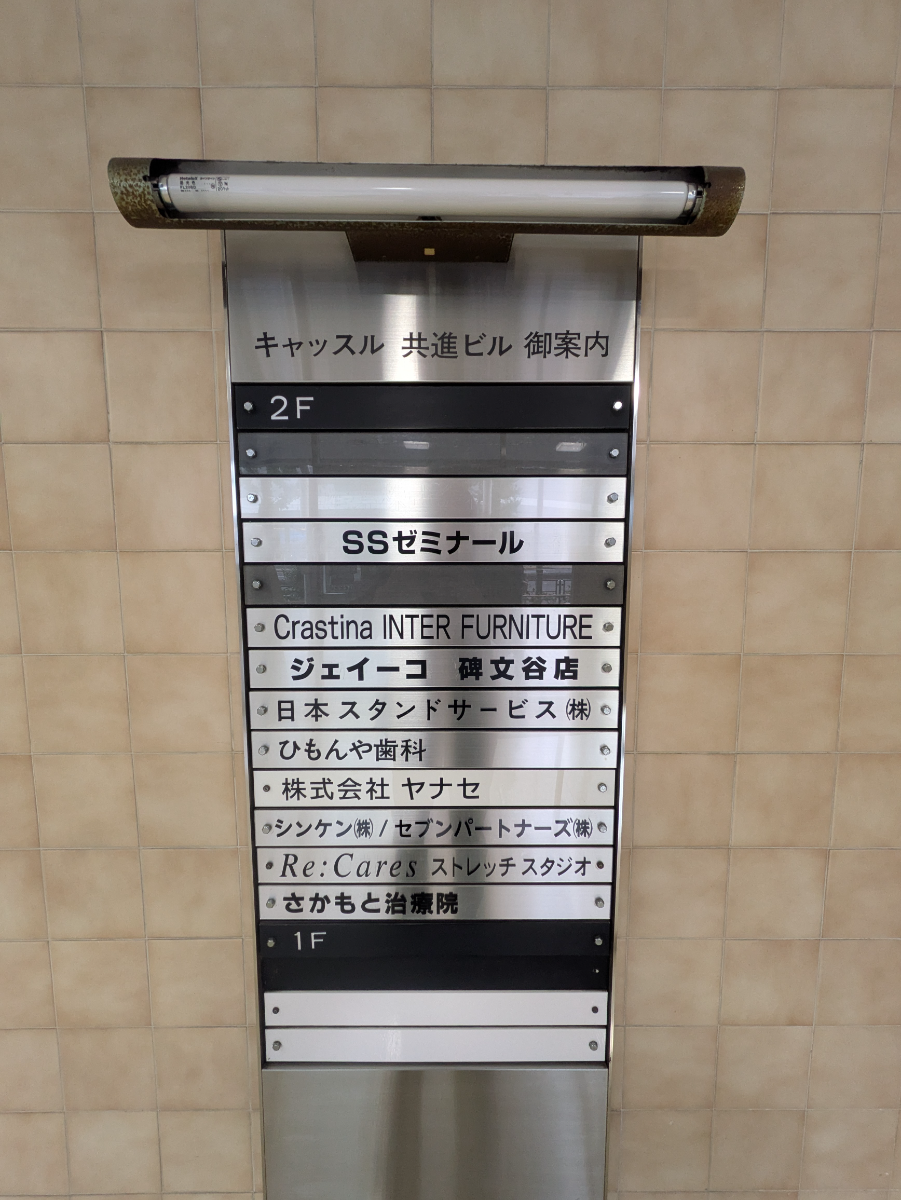 キャッスル 共進ビル 御案内
2F
SSゼミナール
Crastina INTER FURNITURE
ジェイーコ 碑文谷店
日本スタンドサービス㈱
ひもんや歯科
株式会社 ヤナセ
シンケン㈱/セブンパートナーズ㈱
Re:Cares ストレッチスタジオ
さかもと治療院
1F